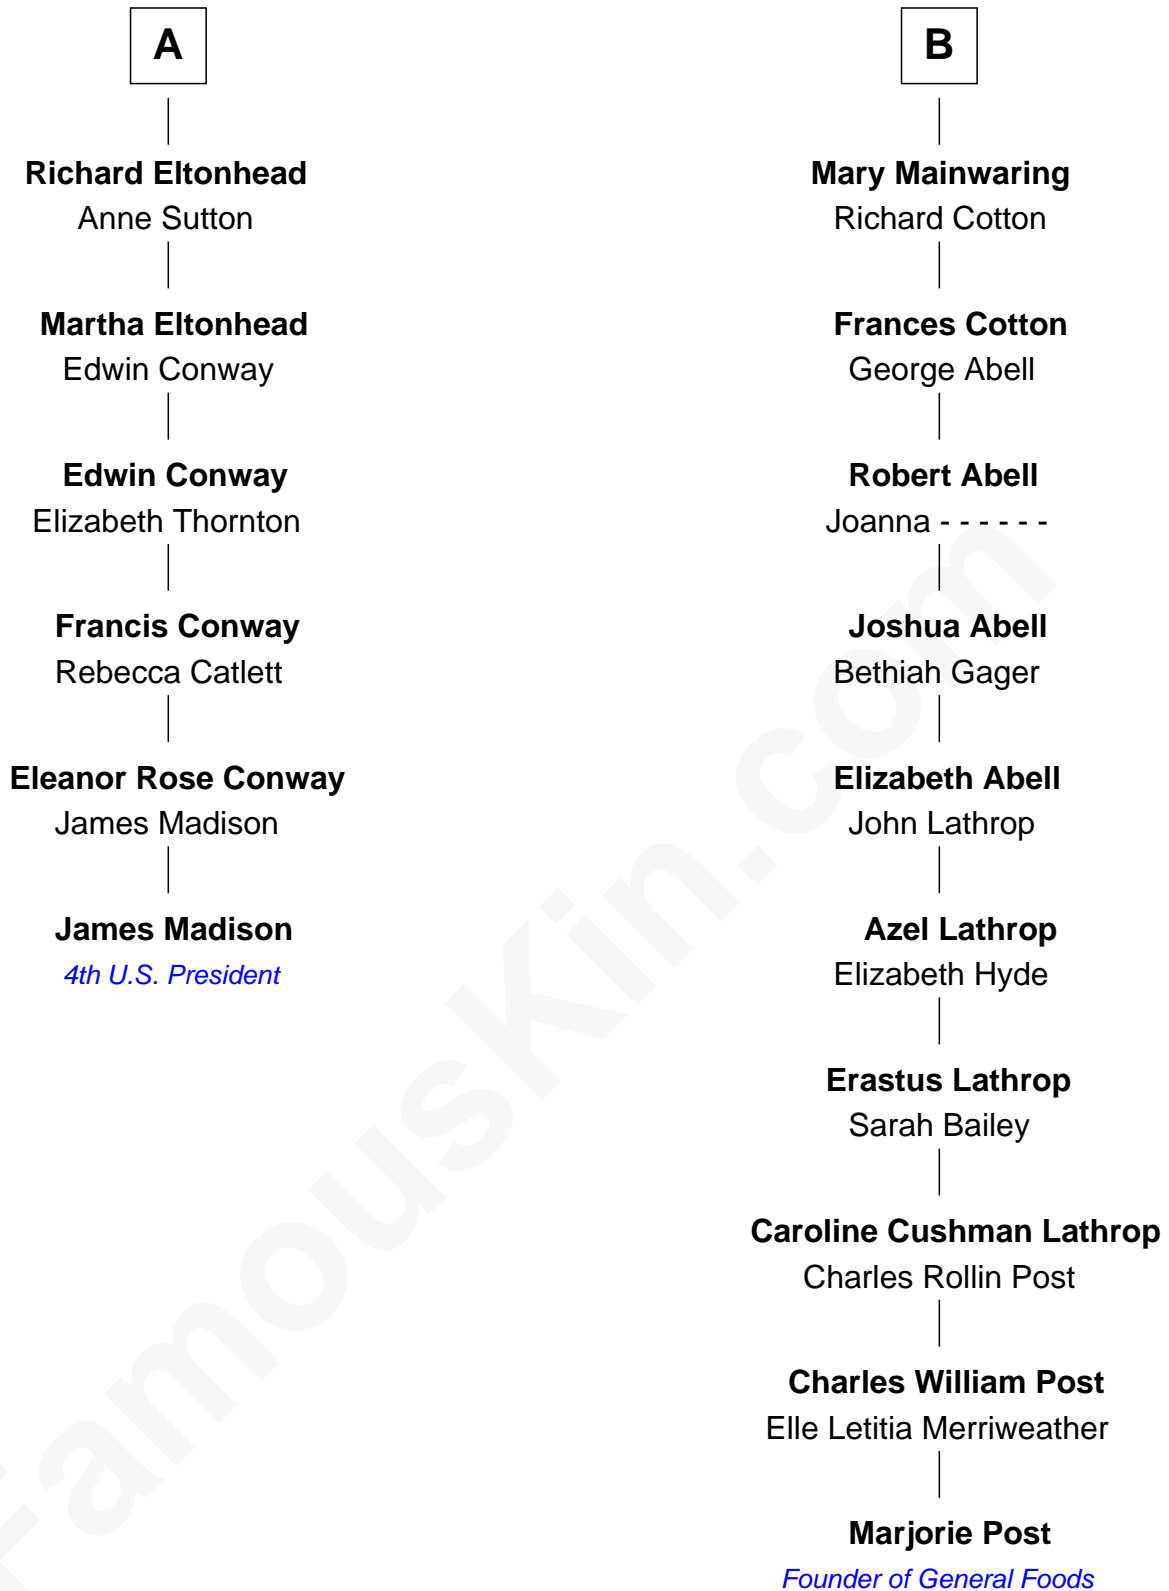 A
Richard Eltonhead
Anne Sutton
Martha Eltonhead
Edwin Conway
Edwin Conway
Elizabeth Thornton
Francis Conway
Rebecca Catlett
Eleanor Rose Conway
James Madison
James Madison
4th U.S. President
B
Mary Mainwaring
Richard Cotton
Frances Cotton
George Abell
Robert Abell
Joanna - - - - - -
Joshua Abell
Bethiah Gager
Elizabeth Abell
John Lathrop
Azel Lathrop
Elizabeth Hyde
Erastus Lathrop
Sarah Bailey
Caroline Cushman Lathrop
Charles Rollin Post
Charles William Post
Elle Letitia Merriweather
Marjorie Post
Founder of General Foods
FamousKin.com